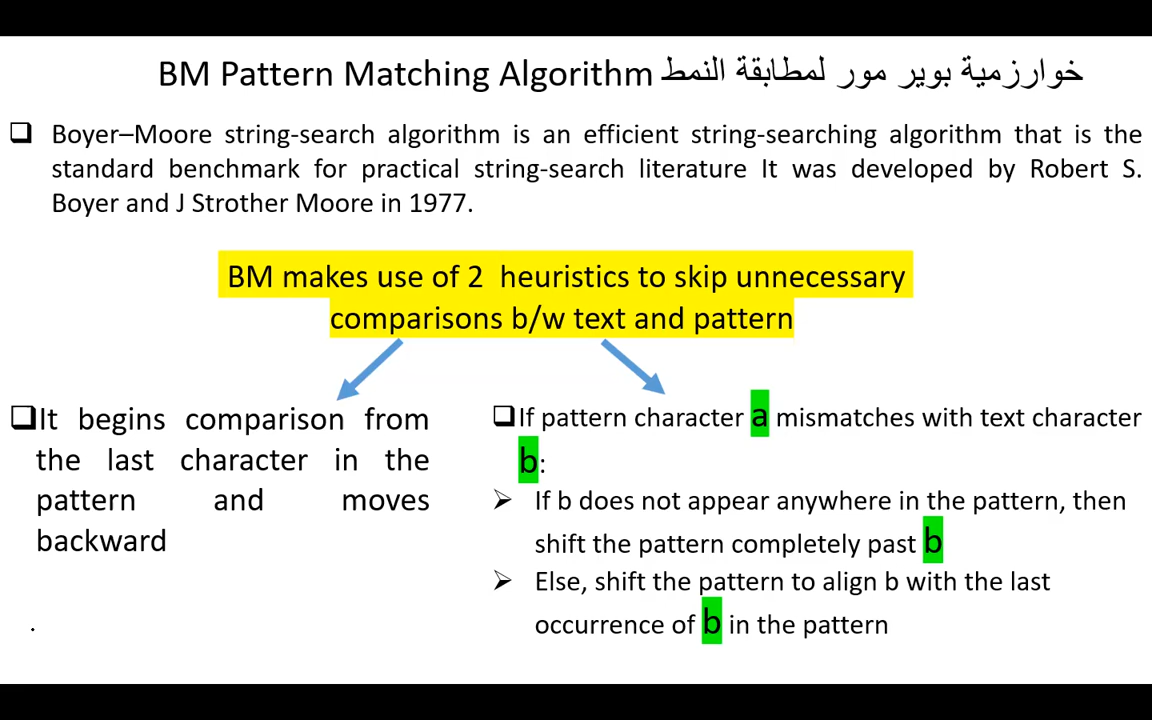 BM Pattern Matching Algorithm خوارزمية بوير مور لمطابقة النمط
❑ Boyer–Moore string-search algorithm is an efficient string-searching algorithm that is the
standard benchmark for practical string-search literature It was developed by Robert S.
Boyer and J Strother Moore in 1977.
BM makes use of 2 heuristics to skip unnecessary
comparisons b/w text and pattern
❑It begins comparison from
the last character in the
pattern and moves
backward
❑If pattern character a mismatches with text character
b:
➢ If b does not appear anywhere in the pattern, then
shift the pattern completely past b
➢ Else, shift the pattern to align b with the last
occurrence of b in the pattern
.